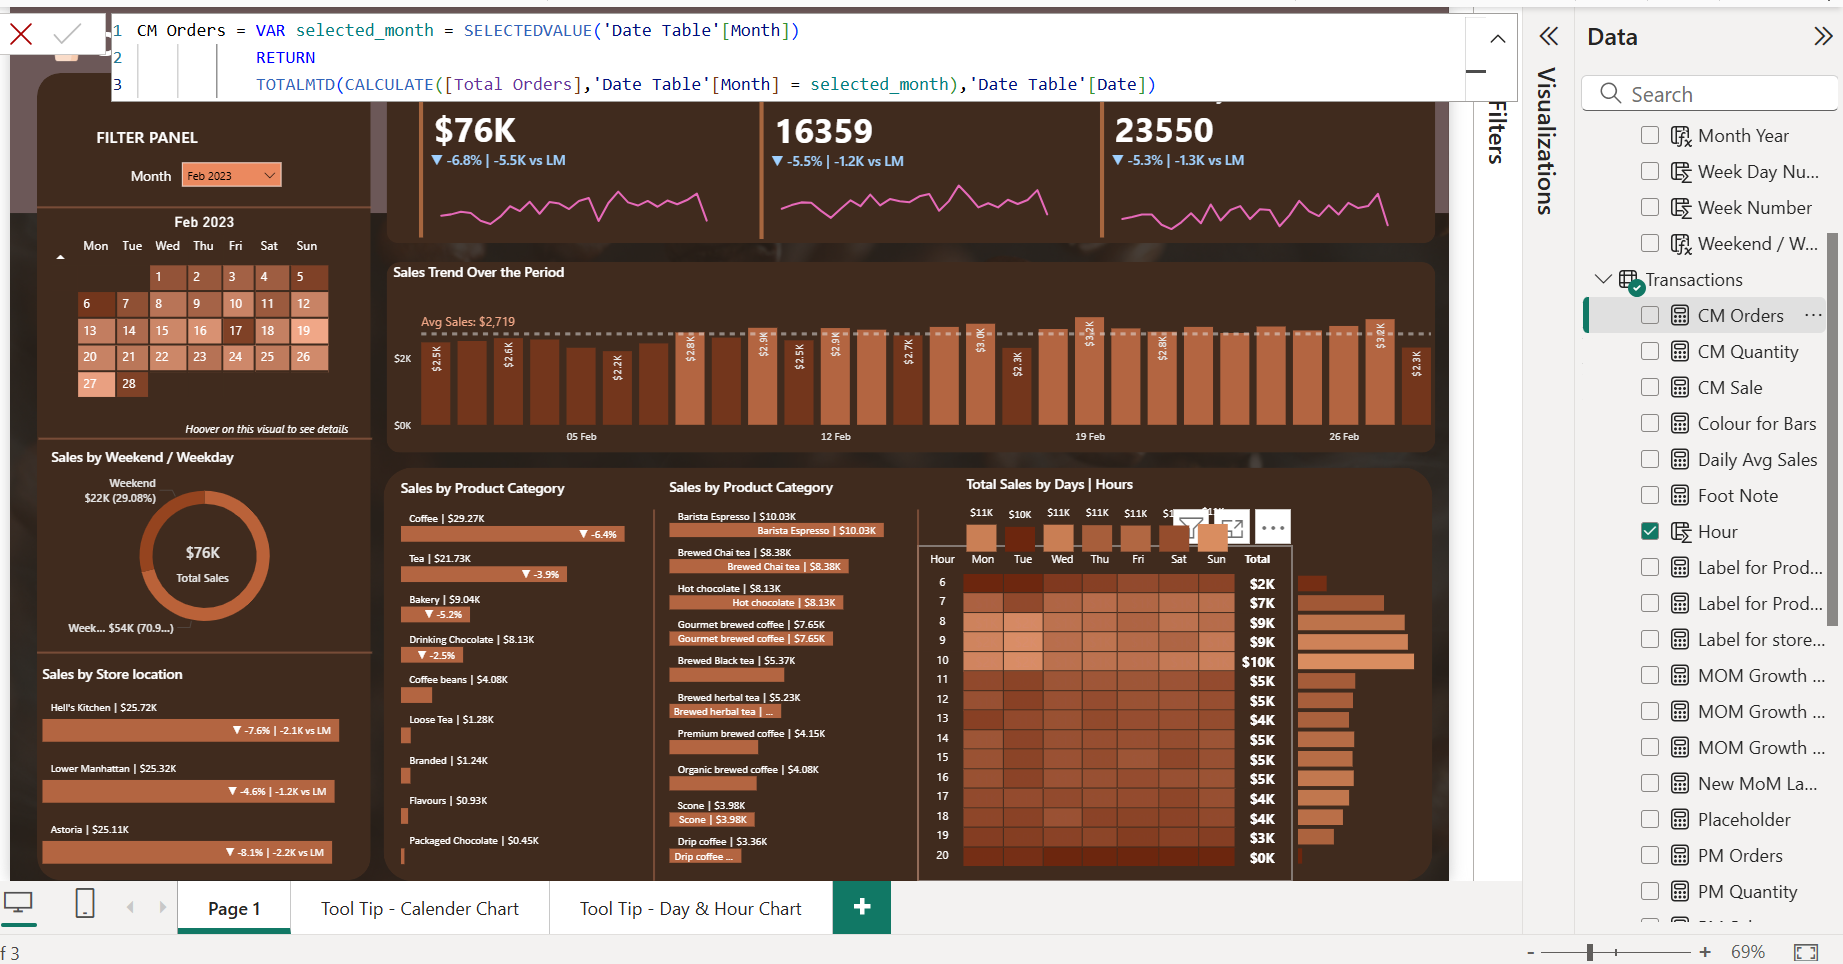 1 CM Orders = VAR selected_month = SELECTEDVALUE('Date Table'[Month])
2 RETURN
3 TOTALMTD(CALCULATE([Total Orders],'Date Table'[Month] = selected_month),'Date Table'[Date])
FILTER PANEL
Month Feb 2023
Feb 2023
Mon Tue Wed Thu Fri Sat Sun
1 2 3 4 5
6 7 8 9 10 11 12
13 14 15 16 17 18 19
20 21 22 23 24 25 26
27 28
Hoover on this visual to see details
Sales by Weekend / Weekday
Weekend
$22K (29.08%)
$76K
Total Sales
Week... $54K (70.9...)
Sales by Store location
Hell's Kitchen | $25.72K
▼ -7.6% | -2.1K vs LM
Lower Manhattan | $25.32K
▼ -4.6% | -1.2K vs LM
Astoria | $25.11K
▼ -8.1% | -2.2K vs LM
$76K
▼ -6.8% | -5.5K vs LM
16359
▼ -5.5% | -1.2K vs LM
23550
▼ -5.3% | -1.3K vs LM
Sales Trend Over the Period
Avg Sales: $2,719
$2K
$0K
$2.5K $2.6K $2.2K $2.8K $2.9K $2.5K $2.9K $2.7K $3.0K $2.3K $3.2K $2.8K $3.2K $2.3K
05 Feb 12 Feb 19 Feb 26 Feb
Sales by Product Category
Coffee | $29.27K
▼ -6.4%
Tea | $21.73K
▼ -3.9%
Bakery | $9.04K
▼ -5.2%
Drinking Chocolate | $8.13K
▼ -2.5%
Coffee beans | $4.08K
Loose Tea | $1.28K
Branded | $1.24K
Flavours | $0.93K
Packaged Chocolate | $0.45K
Sales by Product Category
Barista Espresso | $10.03K
Barista Espresso | $10.03K
Brewed Chai tea | $8.38K
Brewed Chai tea | $8.38K
Hot chocolate | $8.13K
Hot chocolate | $8.13K
Gourmet brewed coffee | $7.65K
Gourmet brewed coffee | $7.65K
Brewed Black tea | $5.37K
Brewed herbal tea | $5.23K
Brewed herbal tea | ...
Premium brewed coffee | $4.15K
Organic brewed coffee | $4.08K
Scone | $3.98K
Scone | $3.98K
Drip coffee | $3.36K
Drip coffee ...
Total Sales by Days | Hours
$11K $10K $11K $11K $11K
Hour Mon Tue Wed Thu Fri Sat Sun Total
6 $2K
7 $7K
8 $9K
9 $9K
10 $10K
11 $5K
12 $5K
13 $4K
14 $5K
15 $5K
16 $5K
17 $4K
18 $4K
19 $3K
20 $0K
Filters
Visualizations
Data
Search
Month Year
Week Day Nu...
Week Number
Weekend / W...
Transactions
CM Orders ...
CM Quantity
CM Sale
Colour for Bars
Daily Avg Sales
Foot Note
Hour
Label for Prod...
Label for Prod...
Label for store...
MOM Growth ...
MOM Growth ...
MOM Growth ...
New MoM La...
Placeholder
PM Orders
PM Quantity
Page 1 Tool Tip - Calender Chart Tool Tip - Day & Hour Chart +
f 3
- + 69%